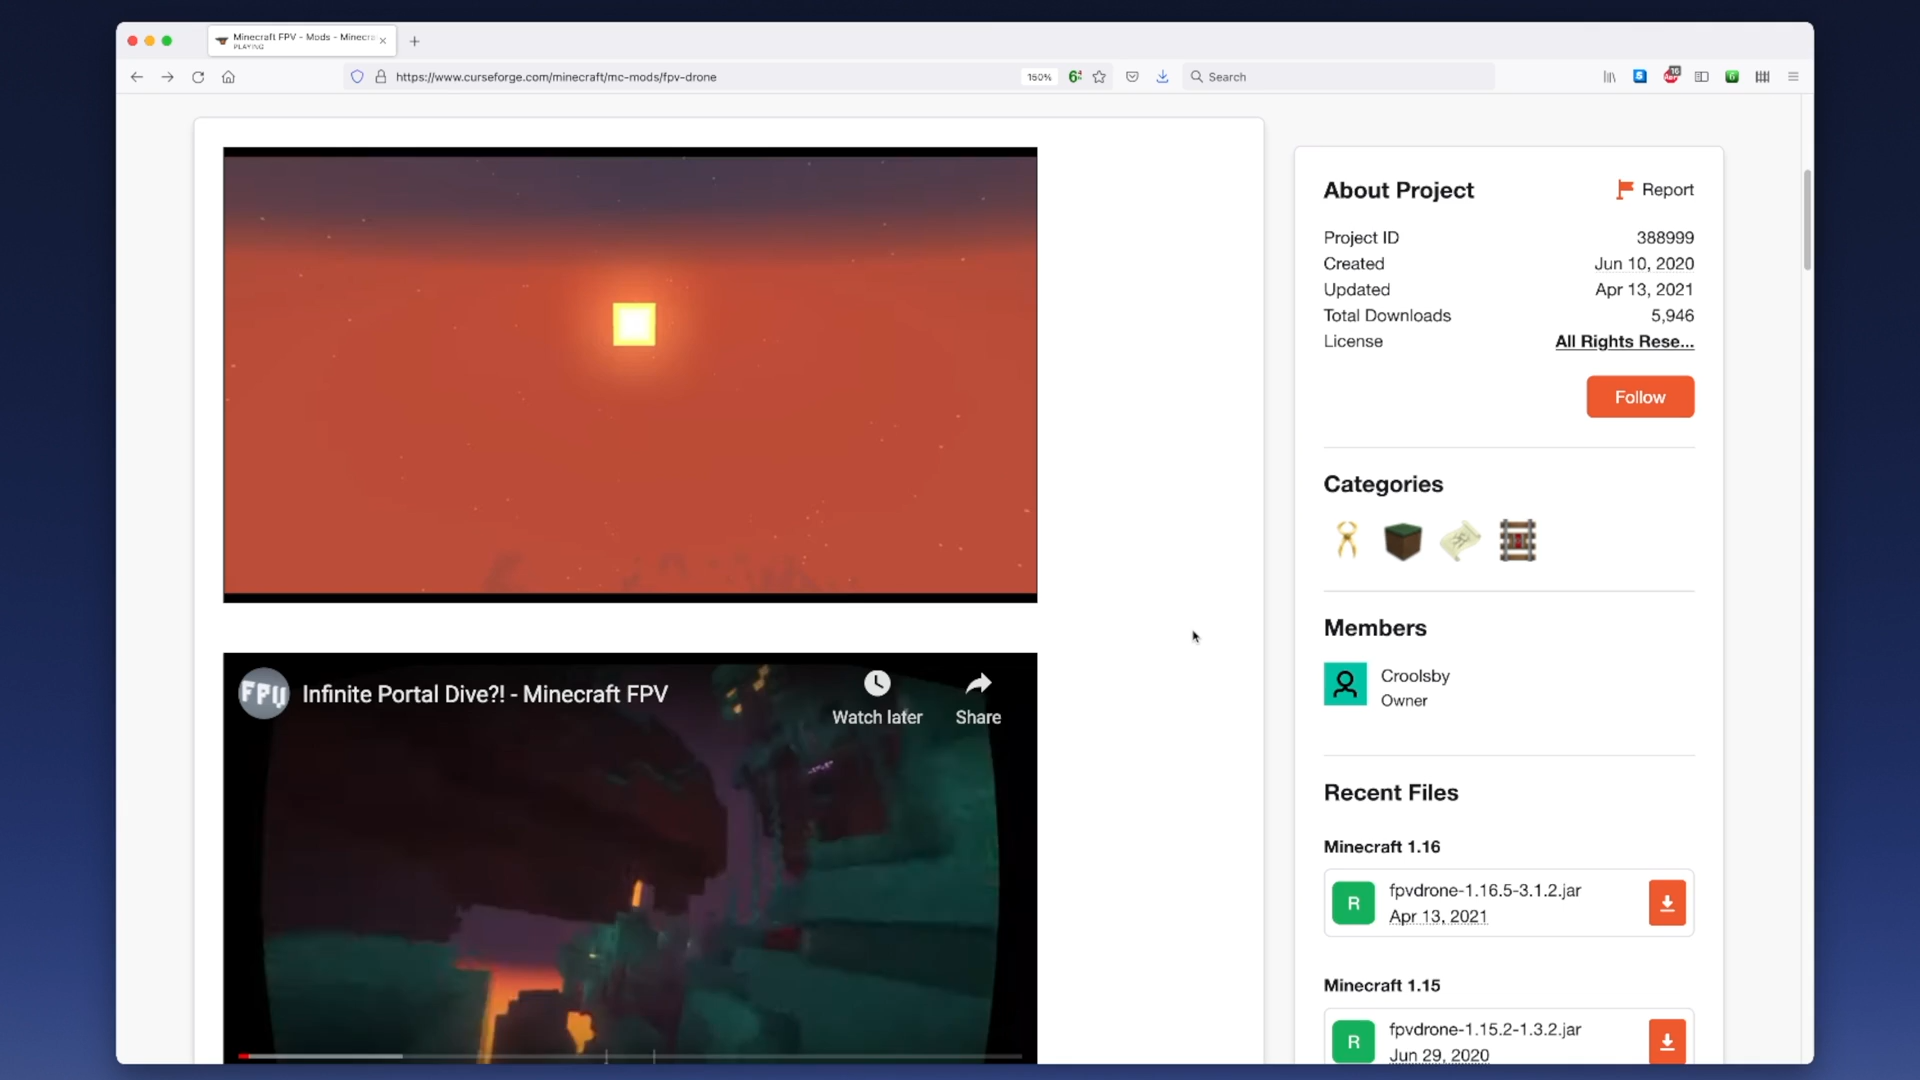 Minecraft FPV - Mods - Minecra
PLAYING
https://www.curseforge.com/minecraft/mc-mods/fpv-drone
150%
Search
16
About Project
Report
Project ID 388999
Created Jun 10, 2020
Updated Apr 13, 2021
Total Downloads 5,946
License All Rights Rese...
Follow
Categories
Members
Croolsby
Owner
Recent Files
Minecraft 1.16
R fpvdrone-1.16.5-3.1.2.jar
Apr 13, 2021
Minecraft 1.15
R fpvdrone-1.15.2-1.3.2.jar
Jun 29, 2020
FPV Infinite Portal Dive?! - Minecraft FPV
Watch later
Share